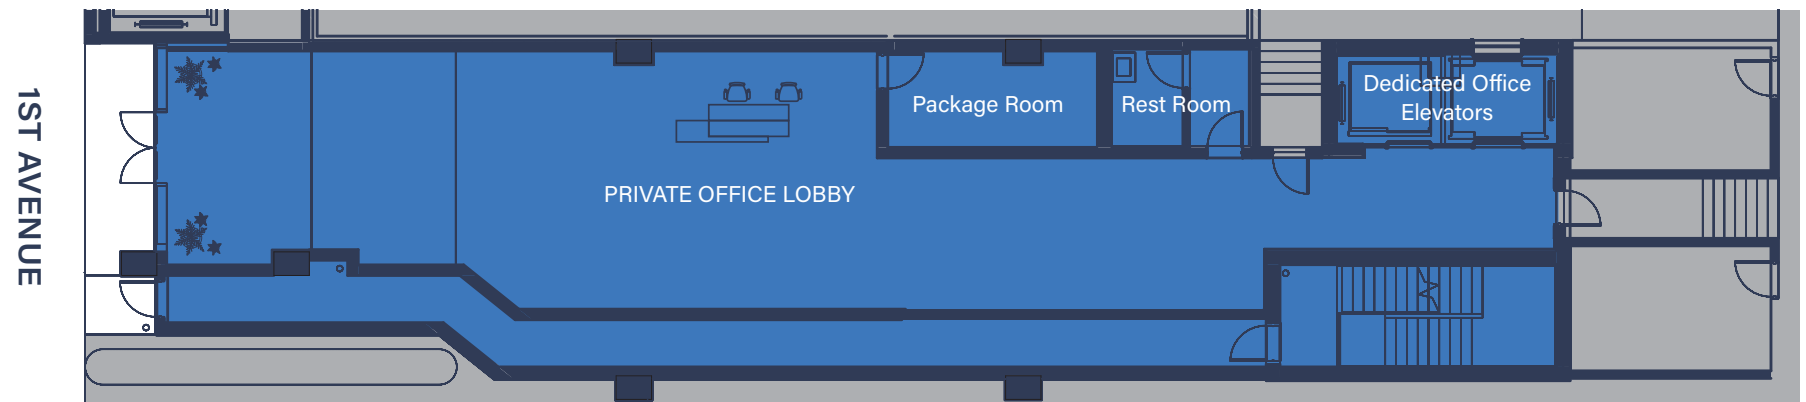 1ST AVENUE
PRIVATE OFFICE LOBBY
Package Room
Rest Room
Dedicated Office
Elevators